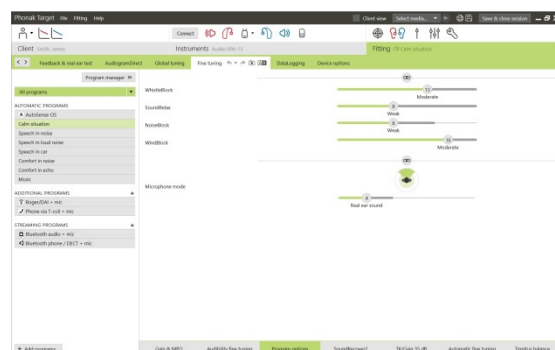 Phonak Target File Fitting Help
Client view Select media... Save & close session
Connect
Client Smith, James Instruments Audéo B90-13 Fitting Of Calm situation
Feedback & real ear test AudiogramDirect Global tuning Fine tuning DataLogging Device options
Program manager
All programs
AUTOMATIC PROGRAMS
AutoSense OS
Calm situation
Speech in noise
Speech in loud noise
Speech in car
Comfort in noise
Comfort in echo
Music
ADDITIONAL PROGRAMS +
Roger/DAI + mic
Phone via T-coil + mic
STREAMING PROGRAMS +
Bluetooth audio + mic
Bluetooth phone / DECT + mic
WhistleBlock
Moderate
SoundRelax
Weak
NoiseBlock
Weak
WindBlock
Moderate
Microphone mode
Real ear sound
+ Add programs
Gain & MPO Audibility fine tuning Program options SoundRecover2 TK/Gain 35 dB Automatic fine tuning Tinnitus balance